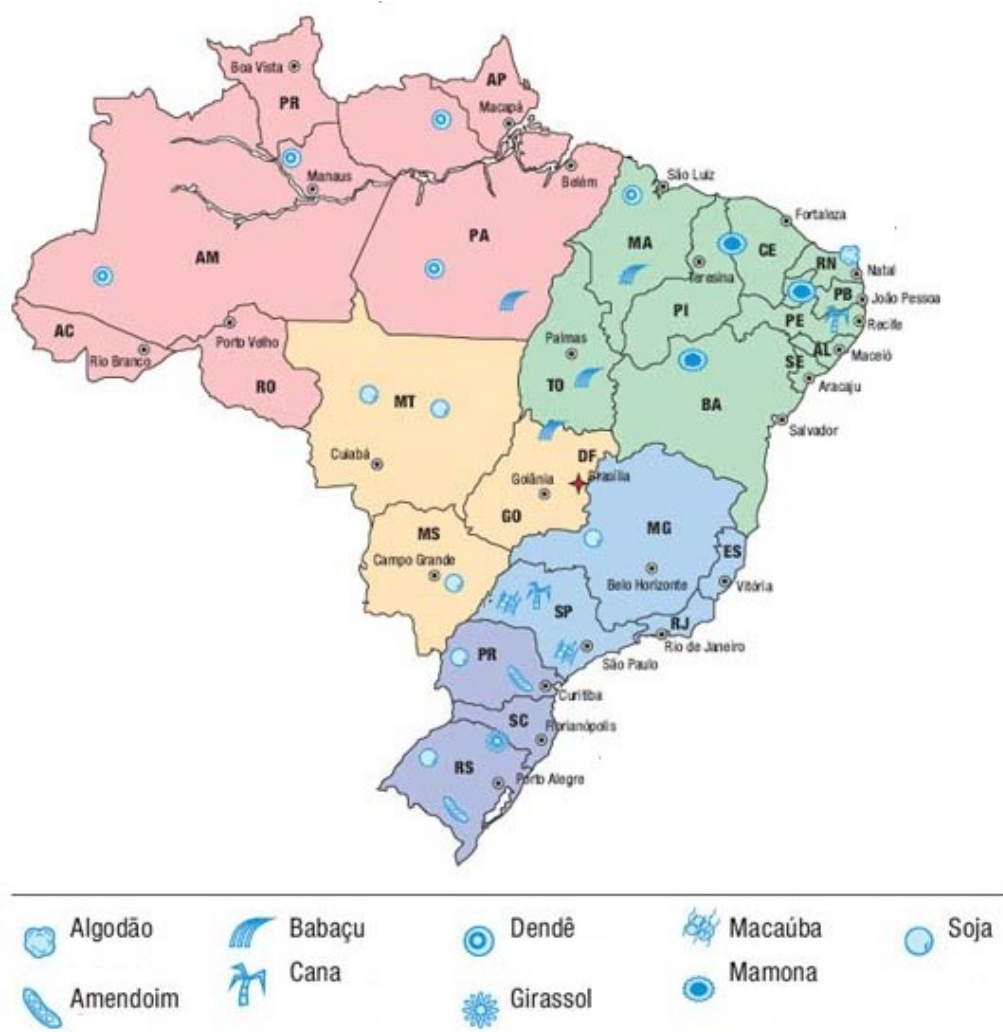 Boa Vista
PR
AP
Macapá
Manaus
Belém
São Luiz
Fortaleza
AM
PA
MA
CE
Teresina
RN
Natal
PB
João Pessoa
PI
PE
Recife
AC
Rio Branco
Porto Velho
RO
Palmas
TO
AL
Maceió
SE
Aracaju
BA
Salvador
MT
Cuiabá
DF
Brasília
Goiânia
GO
MG
ES
MS
Campo Grande
Belo Horizonte
Vitória
SP
RJ
Rio de Janeiro
São Paulo
PR
Curitiba
SC
Florianópolis
RS
Porto Alegre
Algodão
Babaçu
Dendê
Macaúba
Soja
Amendoim
Cana
Girassol
Mamona